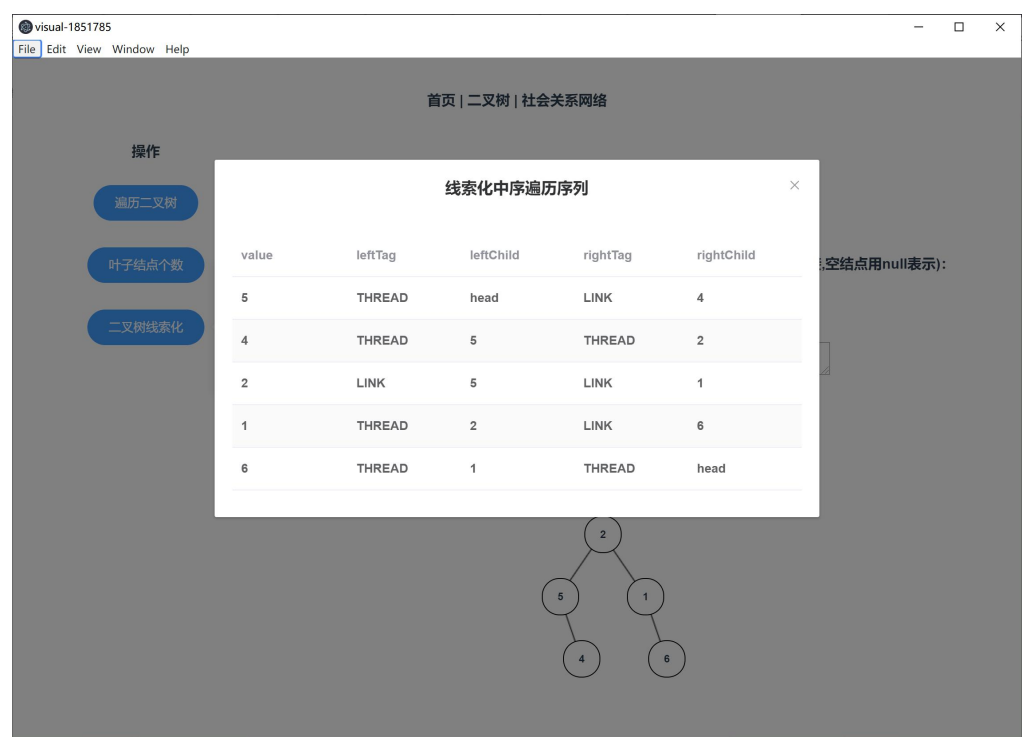 visual-1851785
File Edit View Window Help
首页 | 二叉树 | 社会关系网络
操作
遍历二叉树
叶子结点个数
二叉树线索化
,空结点用null表示):
线索化中序遍历序列
value leftTag leftChild rightTag rightChild
5 THREAD head LINK 4
4 THREAD 5 THREAD 2
2 LINK 5 LINK 1
1 THREAD 2 LINK 6
6 THREAD 1 THREAD head
2
5 1
4 6